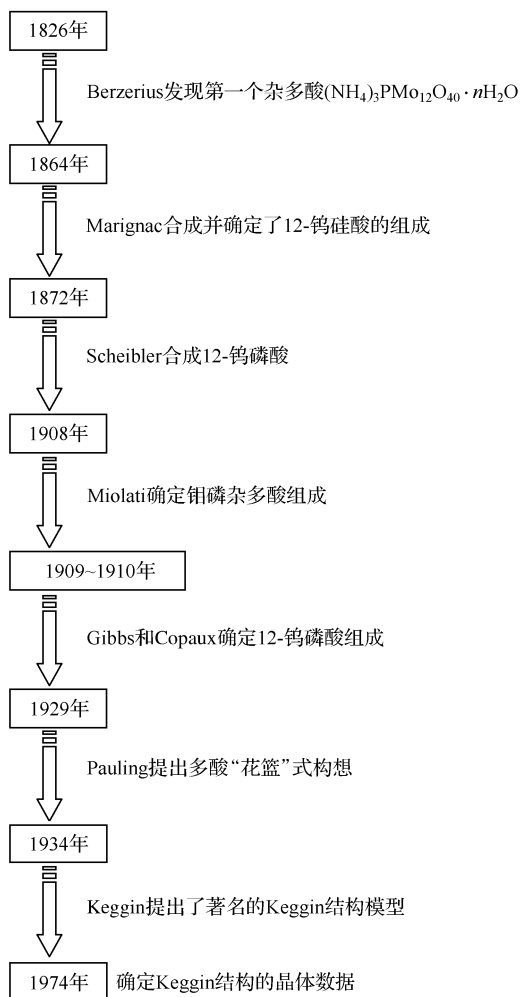 1826年
Berzerius发现第一个杂多酸(NH₄)₃PMo₁₂O₄₀·nH₂O
1864年
Marignac合成并确定了12-钨硅酸的组成
1872年
Scheibler合成12-钨磷酸
1908年
Miolati确定钼磷杂多酸组成
1909~1910年
Gibbs和Copaux确定12-钨磷酸组成
1929年
Pauling提出多酸“花篮”式构想
1934年
Keggin提出了著名的Keggin结构模型
1974年 确定Keggin结构的晶体数据